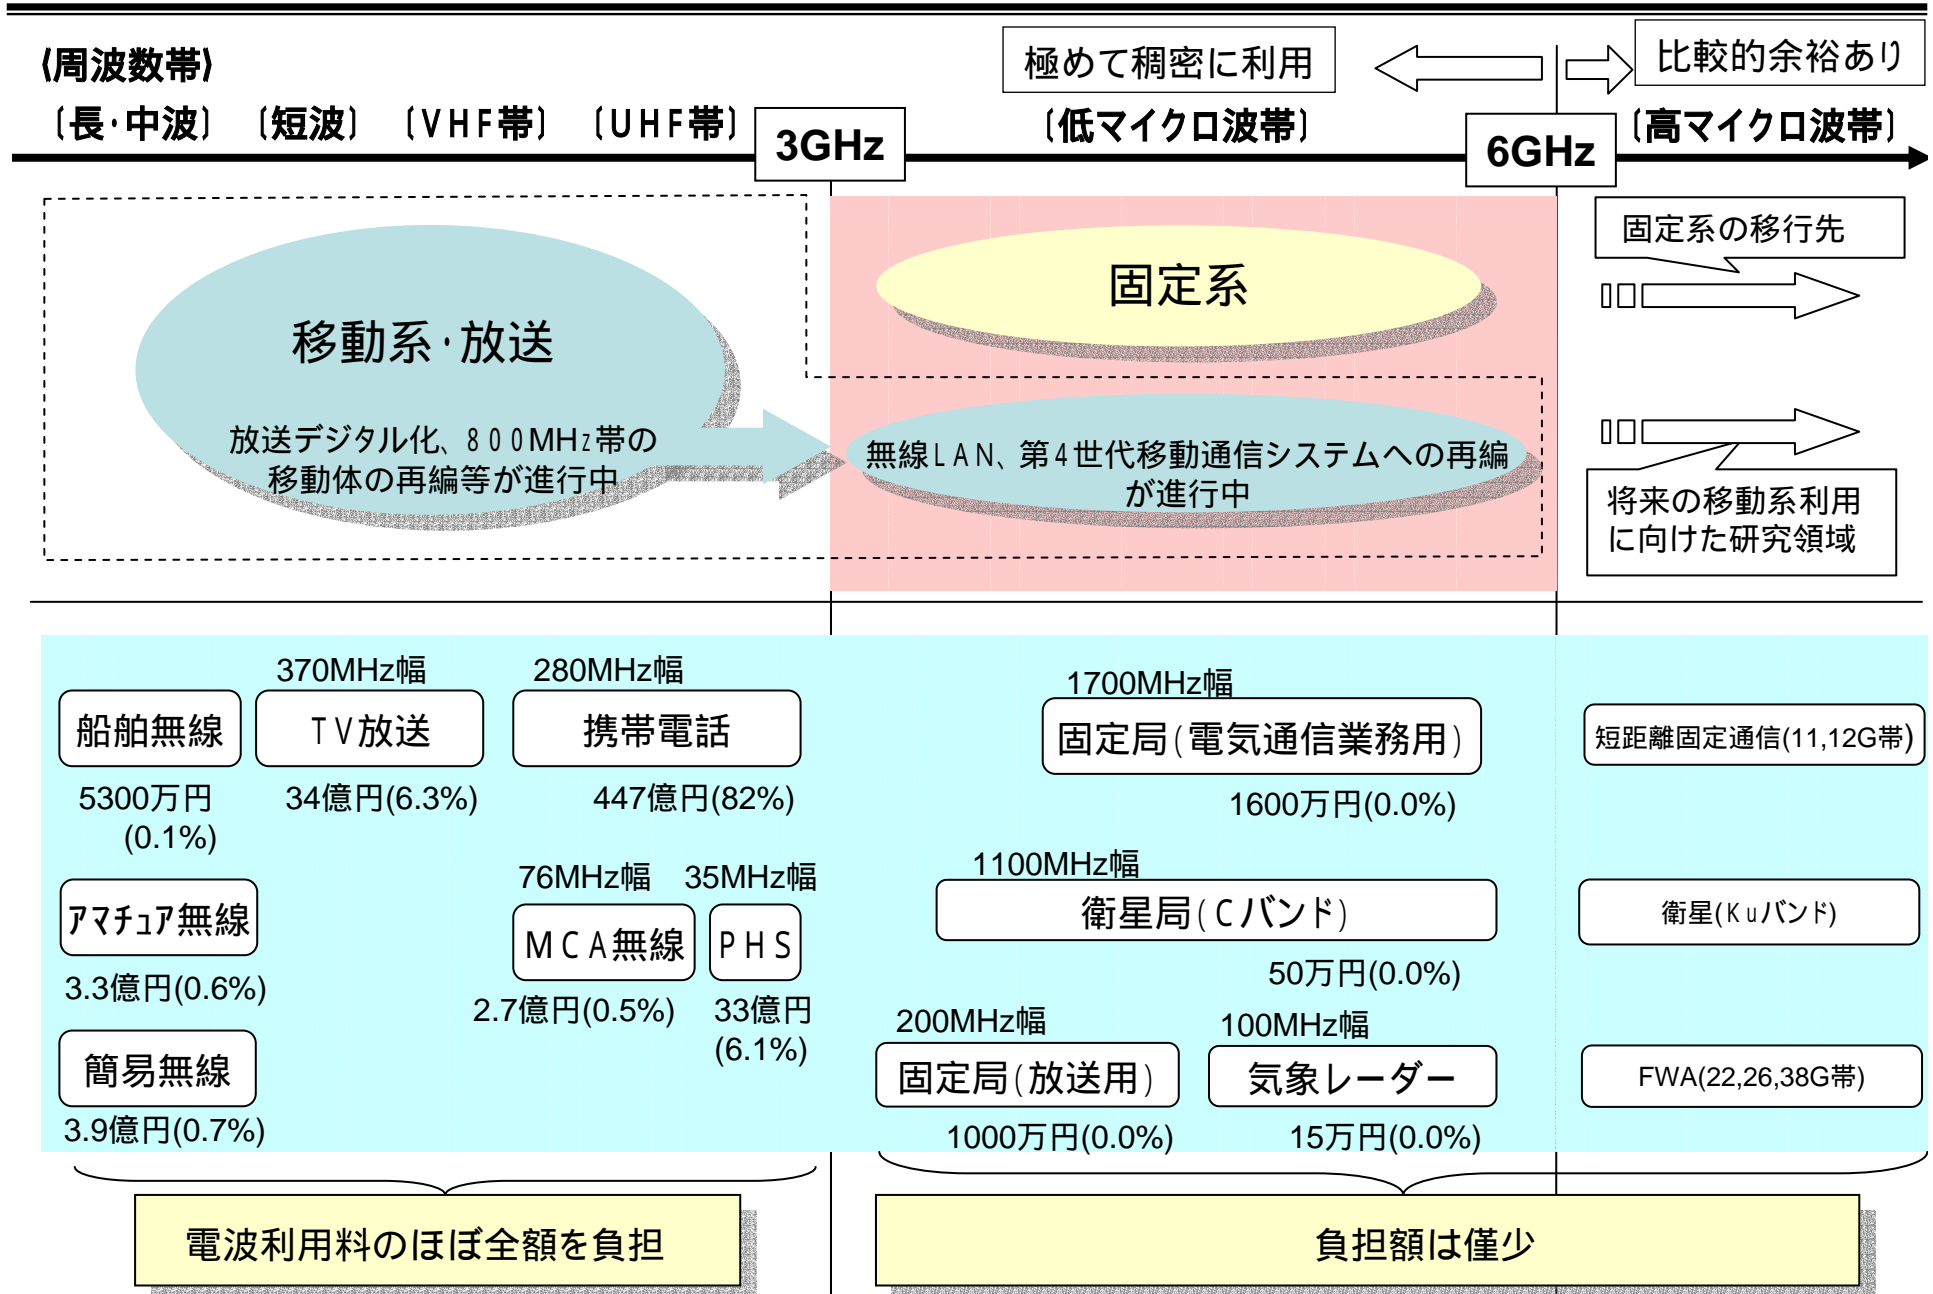 (周波数帯)
極めて稠密に利用
比較的余裕あり
〔長・中波〕 〔短波〕 〔VHF帯〕 〔UHF帯〕
3GHz
〔低マイクロ波帯〕
6GHz
〔高マイクロ波帯〕
固定系の移行先
固定系
移動系・放送
放送デジタル化、800MHz帯の
移動体の再編等が進行中
無線LAN、第4世代移動通信システムへの再編
が進行中
将来の移動系利用
に向けた研究領域
370MHz幅
280MHz幅
1700MHz幅
船舶無線
TV放送
携帯電話
固定局(電気通信業務用)
短距離固定通信(11,12G帯)
5300万円
(0.1%)
34億円(6.3%)
447億円(82%)
1600万円(0.0%)
76MHz幅
35MHz幅
1100MHz幅
アマチュア無線
MCA無線
PHS
衛星局(Cバンド)
衛星(Kuバンド)
3.3億円(0.6%)
2.7億円(0.5%)
33億円
(6.1%)
50万円(0.0%)
200MHz幅
100MHz幅
簡易無線
固定局(放送用)
気象レーダー
FWA(22,26,38G帯)
3.9億円(0.7%)
1000万円(0.0%)
15万円(0.0%)
電波利用料のほぼ全額を負担
負担額は僅少